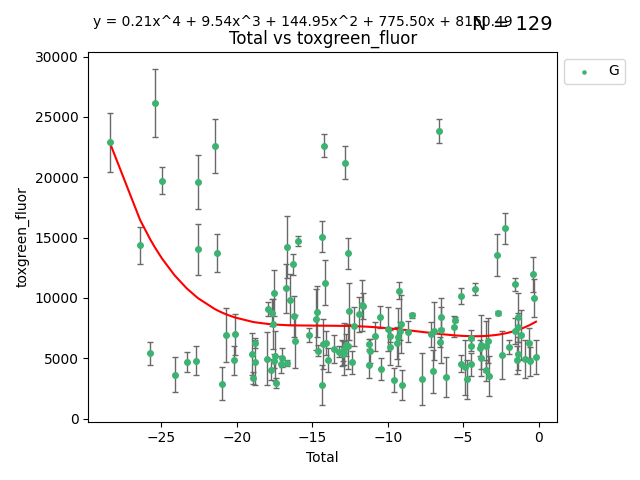 y = 0.21x^4 + 9.54x^3 + 144.95x^2 + 775.50x +
N = 129
Total vs toxgreen_fluor
30000
25000
20000
15000
10000
5000
0
toxgreen_fluor
−25
−20
−15
−10
−5
0
Total
G